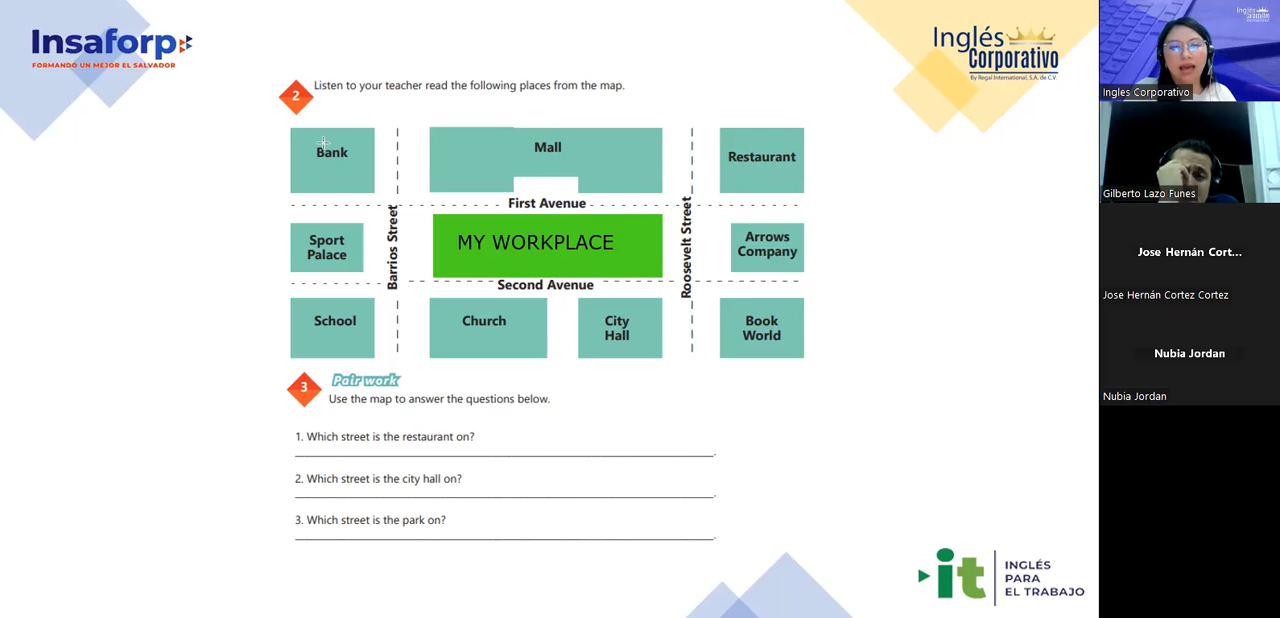 Insaforp
FORMANDO UN MEJOR EL SALVADOR
Inglés
Corporativo
By Regal International, S.A. de C.V.
2
Listen to your teacher read the following places from the map.
Bank
Mall
Restaurant
First Avenue
Barrios Street
Roosevelt Street
Sport
Palace
MY WORKPLACE
Arrows
Company
Second Avenue
School
Church
City
Hall
Book
World
3
Pair work
Use the map to answer the questions below.
1. Which street is the restaurant on?
2. Which street is the city hall on?
3. Which street is the park on?
it
INGLÉS
PARA
EL TRABAJO
Ingles Corporativo
Gilberto Lazo Funes
Jose Hernán Cort...
Jose Hernán Cortez Cortez
Nubia Jordan
Nubia Jordan